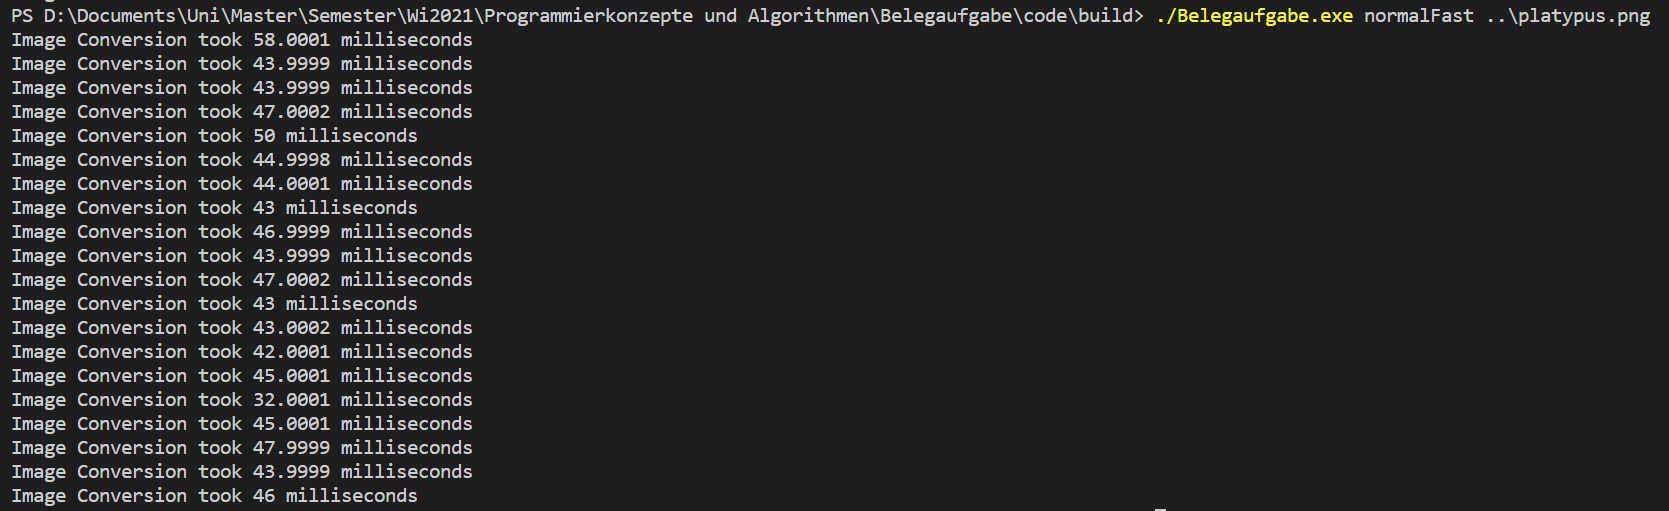 PS D:\Documents\Uni\Master\Semester\Wi2021\Programmierkonzepte und Algorithmen\Belegaufgabe\code\build> ./Belegaufgabe.exe normalFast ..\platypus.png
Image Conversion took 58.0001 milliseconds
Image Conversion took 43.9999 milliseconds
Image Conversion took 43.9999 milliseconds
Image Conversion took 47.0002 milliseconds
Image Conversion took 50 milliseconds
Image Conversion took 44.9998 milliseconds
Image Conversion took 44.0001 milliseconds
Image Conversion took 43 milliseconds
Image Conversion took 46.9999 milliseconds
Image Conversion took 43.9999 milliseconds
Image Conversion took 47.0002 milliseconds
Image Conversion took 43 milliseconds
Image Conversion took 43.0002 milliseconds
Image Conversion took 42.0001 milliseconds
Image Conversion took 45.0001 milliseconds
Image Conversion took 32.0001 milliseconds
Image Conversion took 45.0001 milliseconds
Image Conversion took 47.9999 milliseconds
Image Conversion took 43.9999 milliseconds
Image Conversion took 46 milliseconds